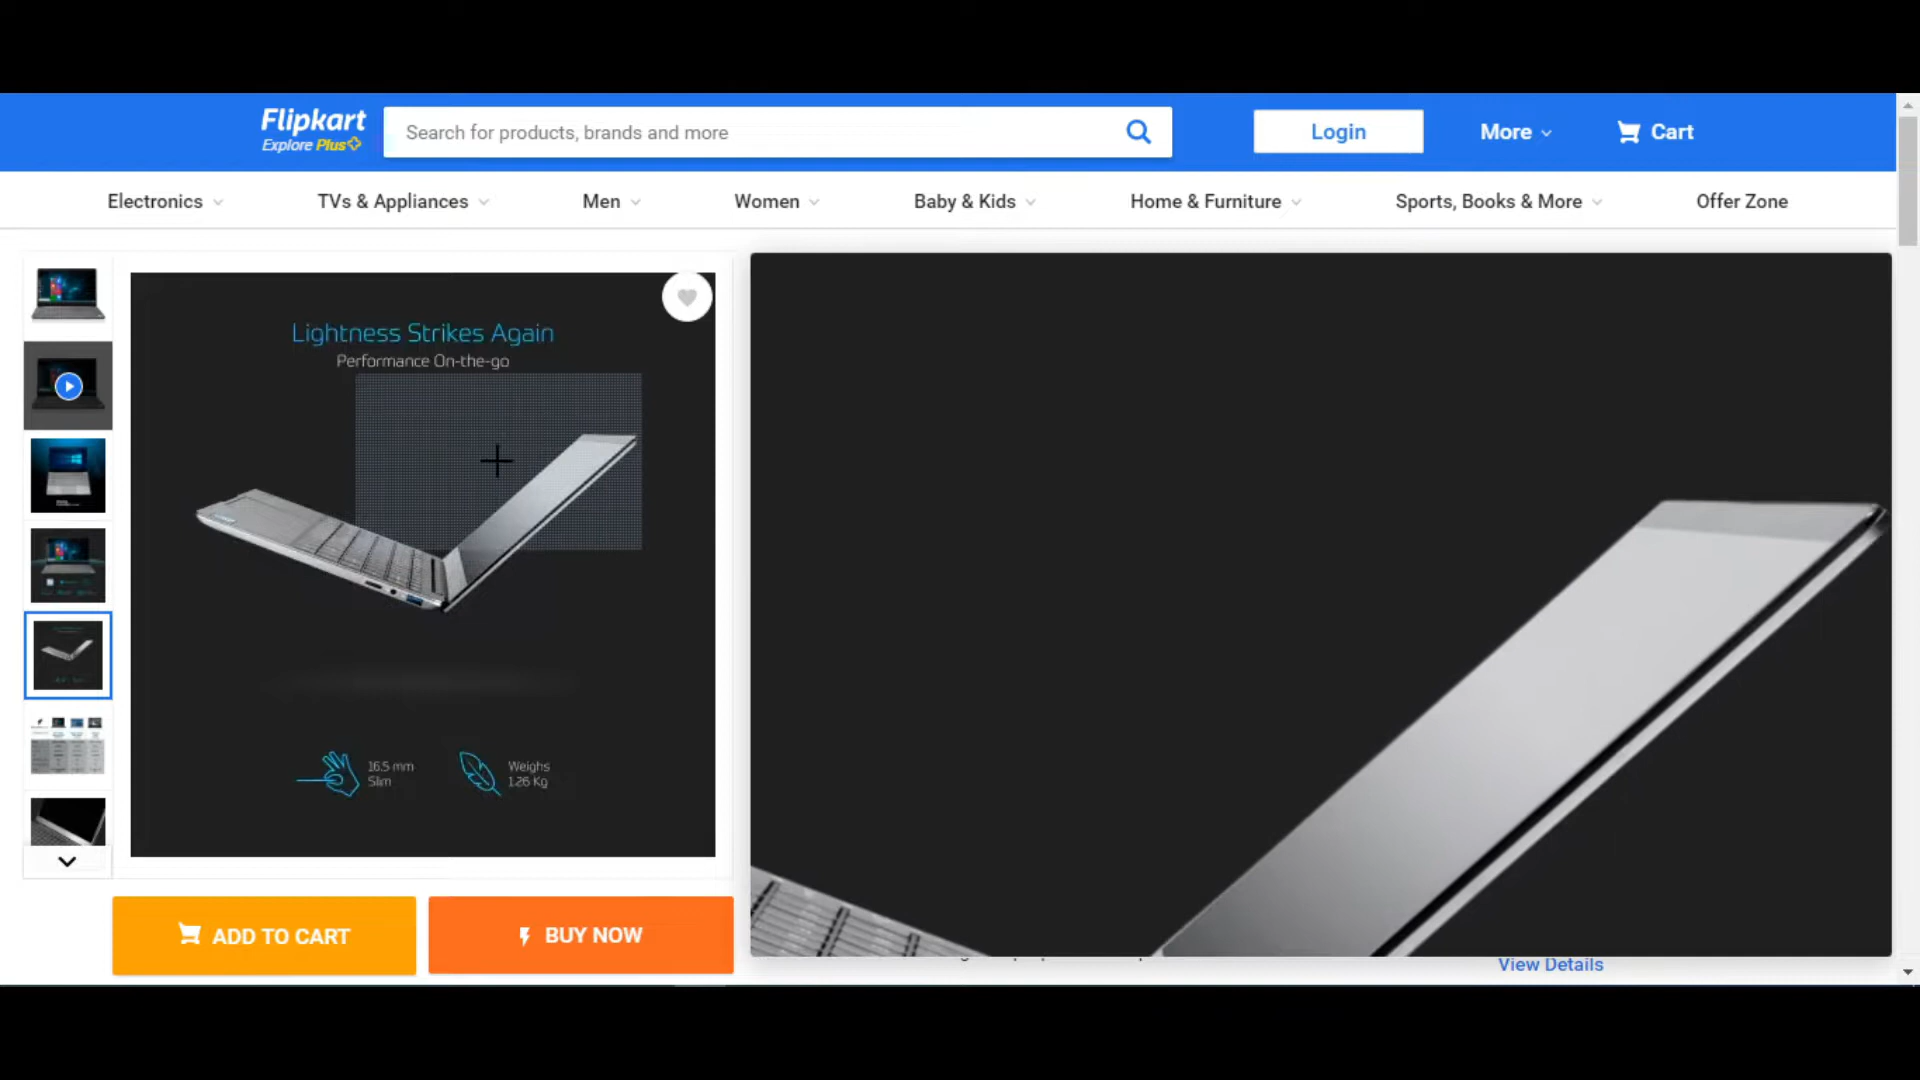 Flipkart
Explore Plus
Search for products, brands and more
Login
More
Cart
Electronics
TVs & Appliances
Men
Women
Baby & Kids
Home & Furniture
Sports, Books & More
Offer Zone
Lightness Strikes Again
Performance On-the-go
16.5 mm
Slim
Weighs
1.26 Kg
ADD TO CART
BUY NOW
View Details